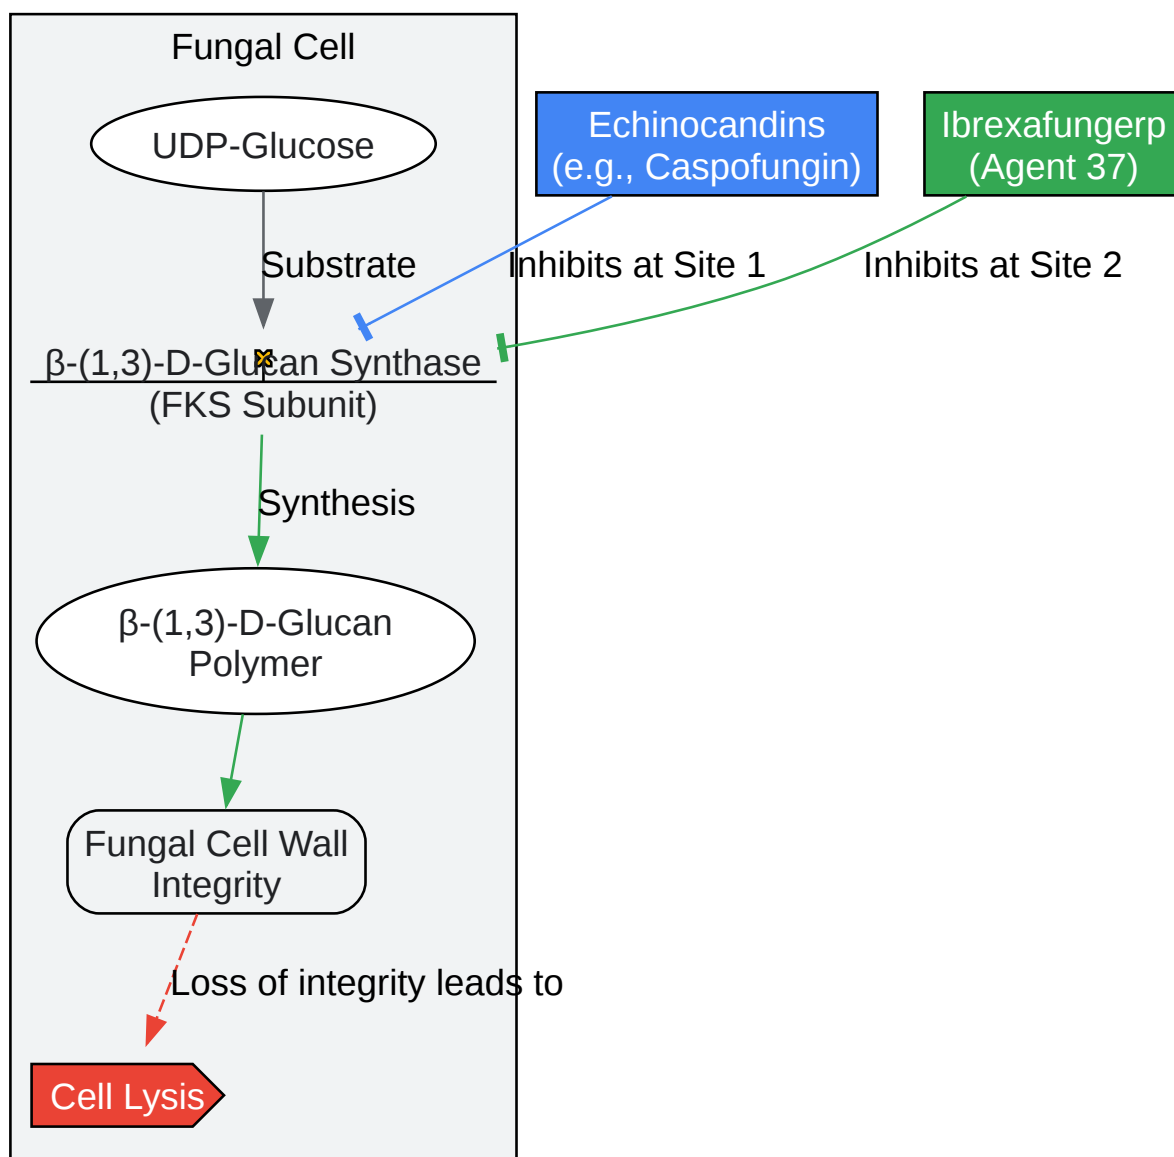 Fungal Cell
UDP-Glucose
Echinocandins
(e.g., Caspofungin)
Ibrexafungerp
(Agent 37)
Substrate
Inhibits at Site 1
Inhibits at Site 2
β-(1,3)-D-Glucan Synthase
(FKS Subunit)
Synthesis
β-(1,3)-D-Glucan
Polymer
Fungal Cell Wall
Integrity
Loss of integrity leads to
Cell Lysis